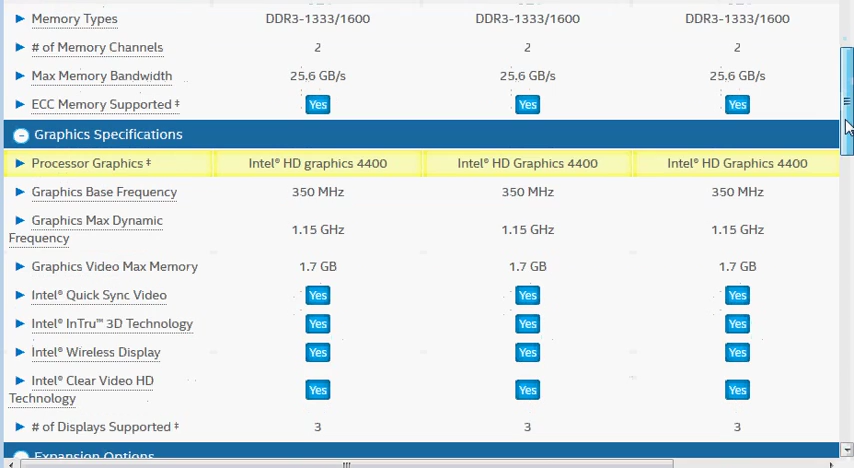 Memory Types DDR3-1333/1600 DDR3-1333/1600 DDR3-1333/1600
# of Memory Channels 2 2 2
Max Memory Bandwidth 25.6 GB/s 25.6 GB/s 25.6 GB/s
ECC Memory Supported ‡ Yes Yes Yes
Graphics Specifications
Processor Graphics ‡ Intel® HD graphics 4400 Intel® HD Graphics 4400 Intel® HD Graphics 4400
Graphics Base Frequency 350 MHz 350 MHz 350 MHz
Graphics Max Dynamic
Frequency 1.15 GHz 1.15 GHz 1.15 GHz
Graphics Video Max Memory 1.7 GB 1.7 GB 1.7 GB
Intel® Quick Sync Video Yes Yes Yes
Intel® InTru™ 3D Technology Yes Yes Yes
Intel® Wireless Display Yes Yes Yes
Intel® Clear Video HD
Technology Yes Yes Yes
# of Displays Supported ‡ 3 3 3
Expansion Options